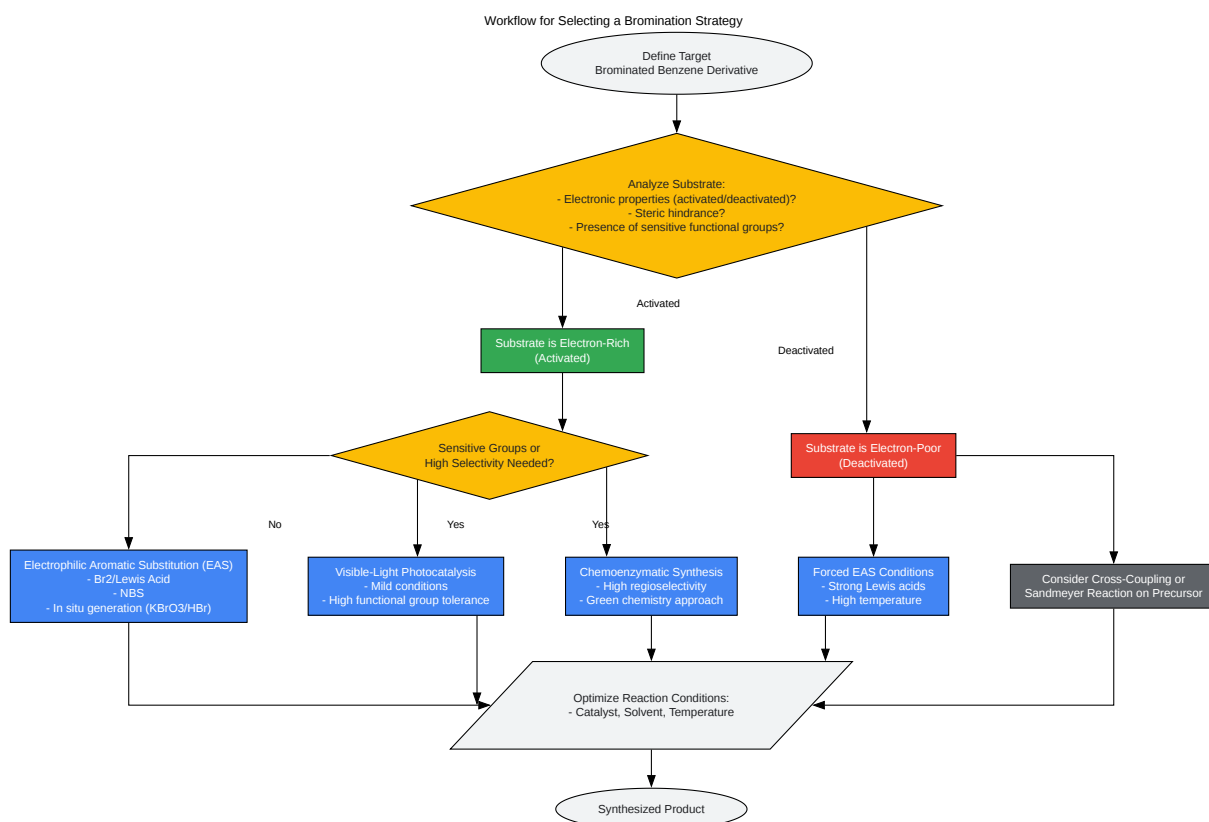 Workflow for Selecting a Bromination Strategy
Define Target
Brominated Benzene Derivative
Analyze Substrate:
- Electronic properties (activated/deactivated)?
- Steric hindrance?
- Presence of sensitive functional groups?
Activated
Deactivated
Substrate is Electron-Rich
(Activated)
Sensitive Groups or
High Selectivity Needed?
Substrate is Electron-Poor
(Deactivated)
No
Yes
Yes
Electrophilic Aromatic Substitution (EAS)
- Br2/Lewis Acid
- NBS
- In situ generation (KBrO3/HBr)
Visible-Light Photocatalysis
- Mild conditions
- High functional group tolerance
Chemoenzymatic Synthesis
- High regioselectivity
- Green chemistry approach
Forced EAS Conditions
- Strong Lewis acids
- High temperature
Consider Cross-Coupling or
Sandmeyer Reaction on Precursor
Optimize Reaction Conditions:
- Catalyst, Solvent, Temperature
Synthesized Product